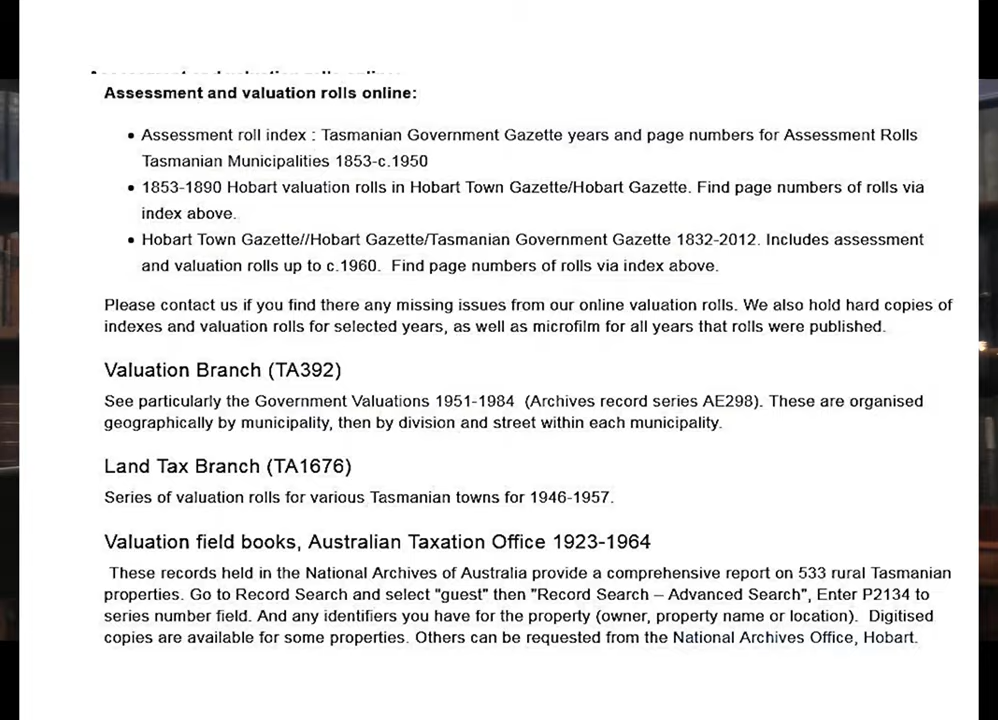 Assessment and valuation rolls online:
• Assessment roll index : Tasmanian Government Gazette years and page numbers for Assessment Rolls
Tasmanian Municipalities 1853-c.1950
• 1853-1890 Hobart valuation rolls in Hobart Town Gazette/Hobart Gazette. Find page numbers of rolls via
index above.
• Hobart Town Gazette//Hobart Gazette/Tasmanian Government Gazette 1832-2012. Includes assessment
and valuation rolls up to c.1960.  Find page numbers of rolls via index above.
Please contact us if you find there any missing issues from our online valuation rolls. We also hold hard copies of
indexes and valuation rolls for selected years, as well as microfilm for all years that rolls were published.
Valuation Branch (TA392)
See particularly the Government Valuations 1951-1984  (Archives record series AE298). These are organised
geographically by municipality, then by division and street within each municipality.
Land Tax Branch (TA1676)
Series of valuation rolls for various Tasmanian towns for 1946-1957.
Valuation field books, Australian Taxation Office 1923-1964
These records held in the National Archives of Australia provide a comprehensive report on 533 rural Tasmanian
properties. Go to Record Search and select "guest" then "Record Search – Advanced Search", Enter P2134 to
series number field. And any identifiers you have for the property (owner, property name or location).  Digitised
copies are available for some properties. Others can be requested from the National Archives Office, Hobart.